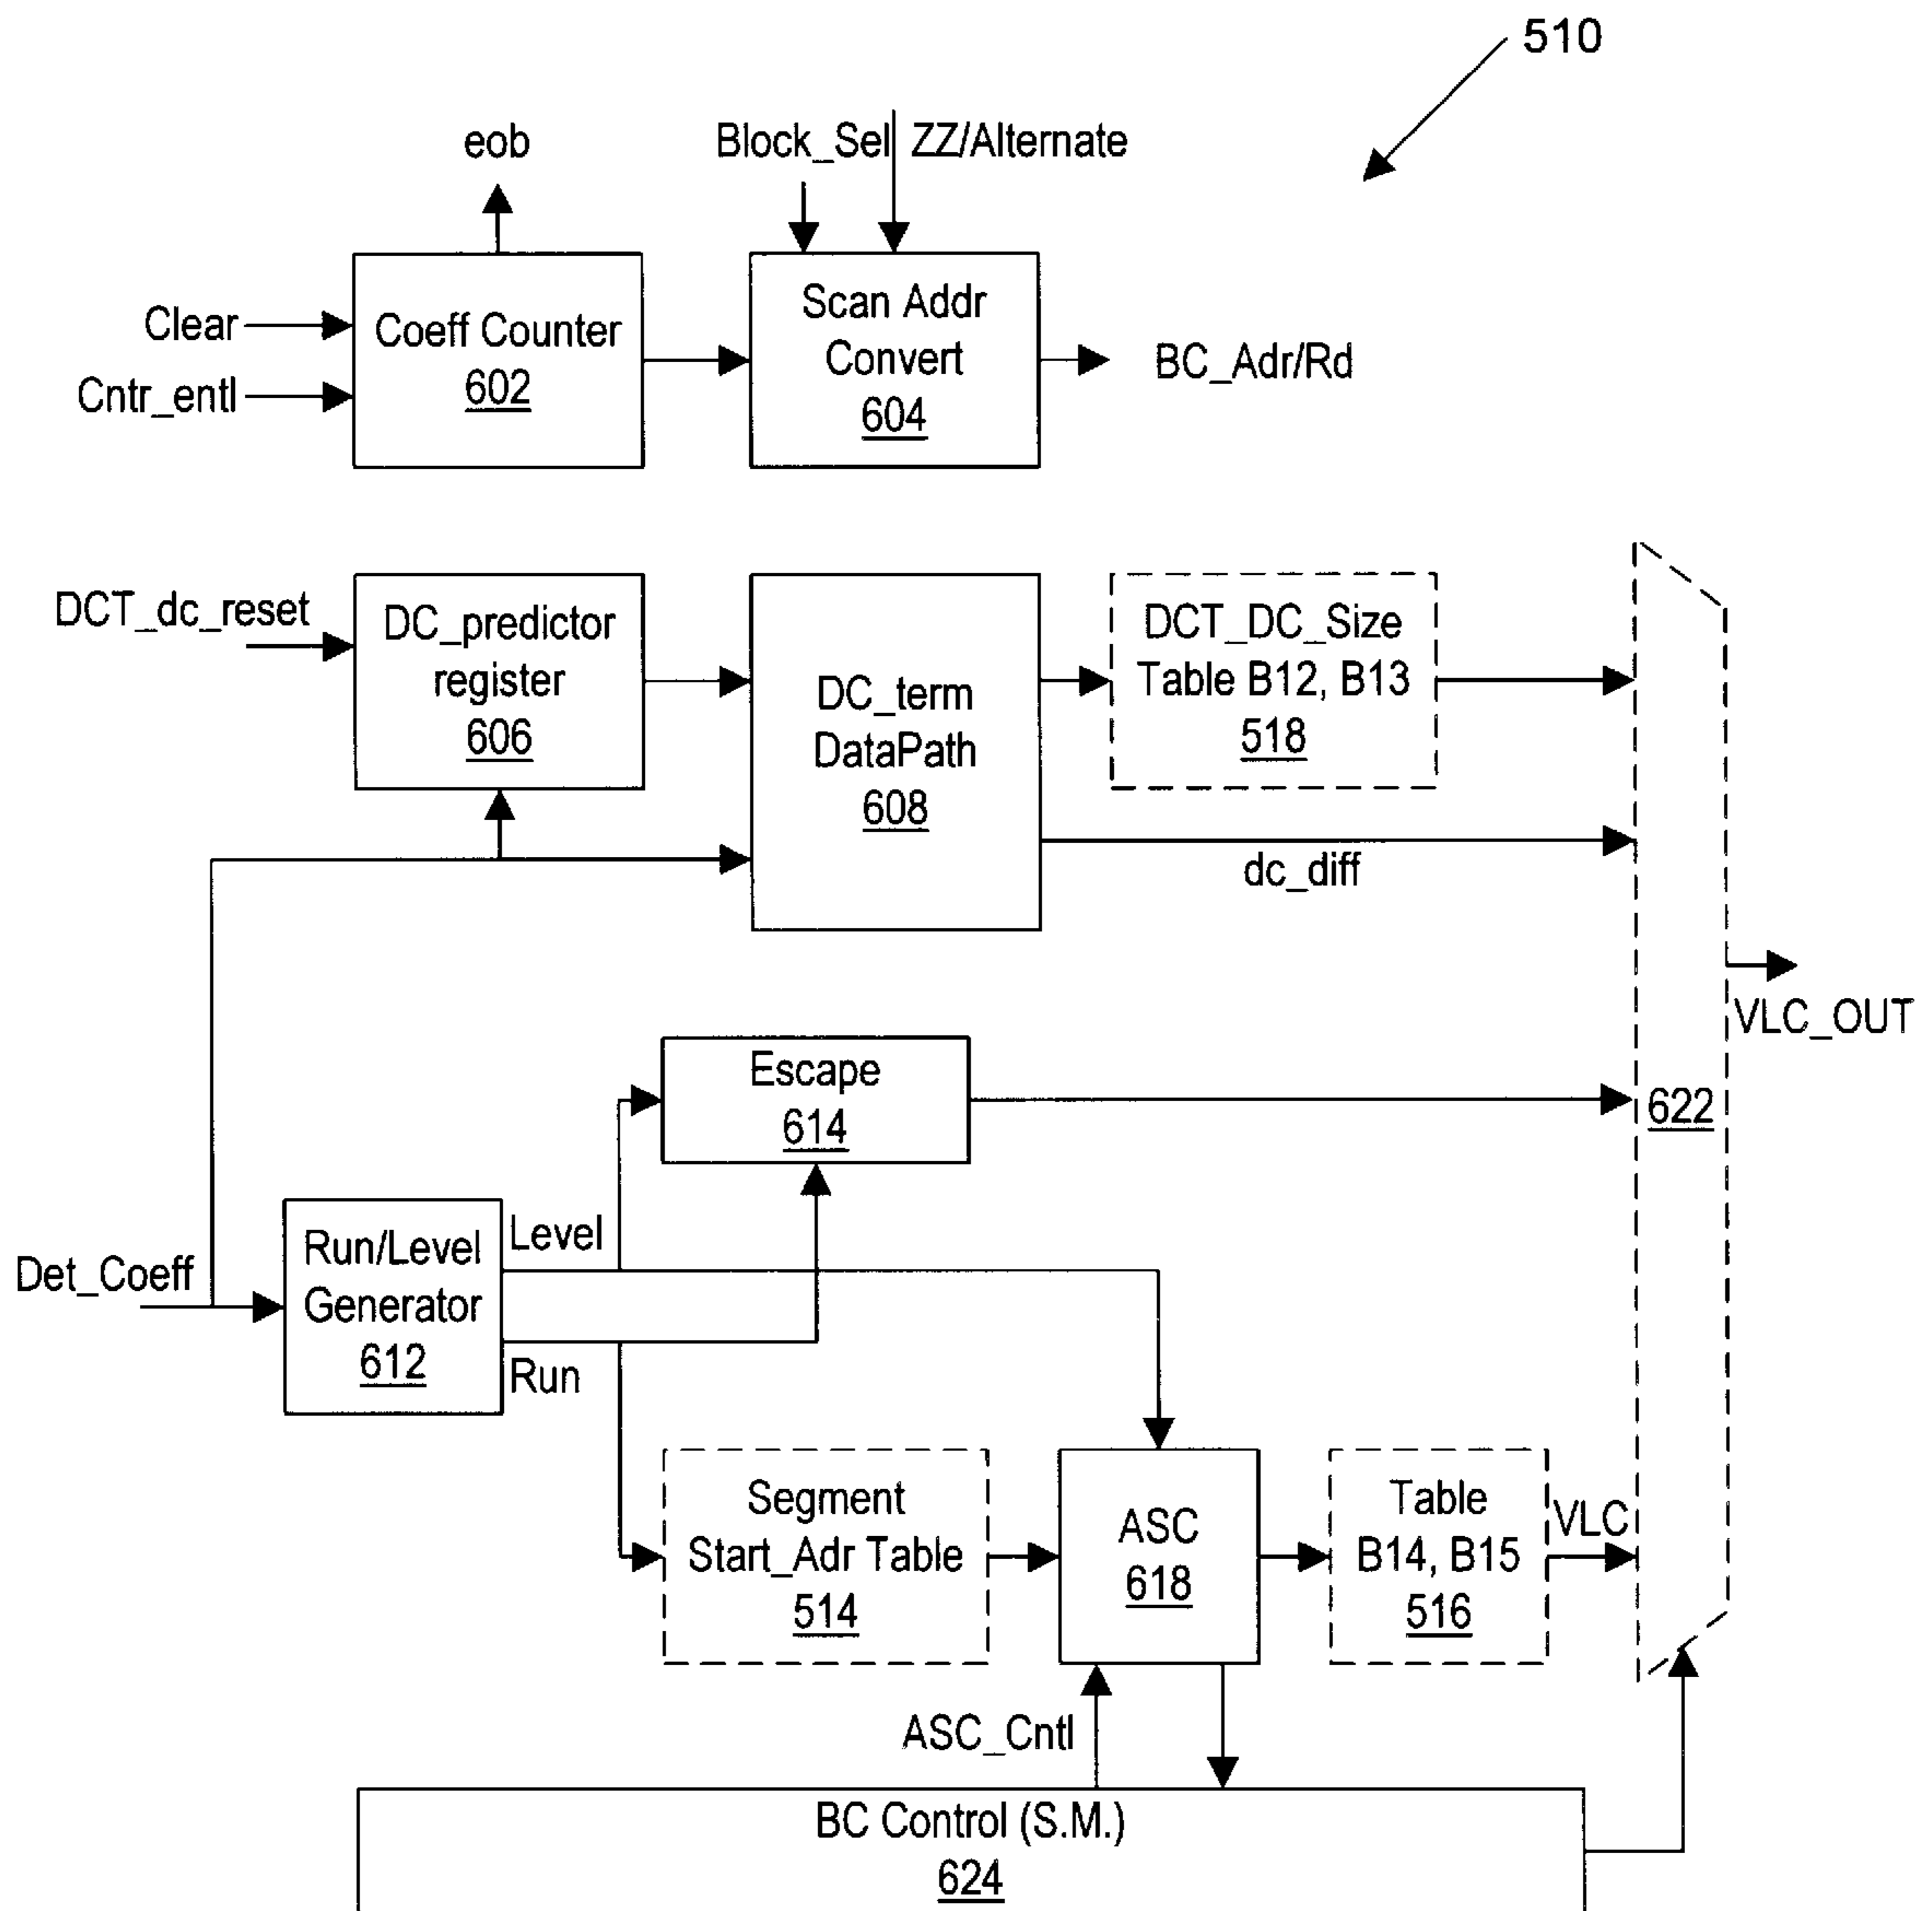 510
eob
Block_Sel
ZZ/Alternate
Clear
Cntr_entl
Coeff Counter
602
Scan Addr
Convert
604
BC_Adr/Rd
DCT_dc_reset
DC_predictor
register
606
DC_term
DataPath
608
DCT_DC_Size
Table B12, B13
518
dc_diff
VLC_OUT
Escape
614
622
Det_Coeff
Run/Level
Generator
612
Level
Run
Segment
Start_Adr Table
514
ASC
618
Table
B14, B15
516
VLC
ASC_Cntl
BC Control (S.M.)
624